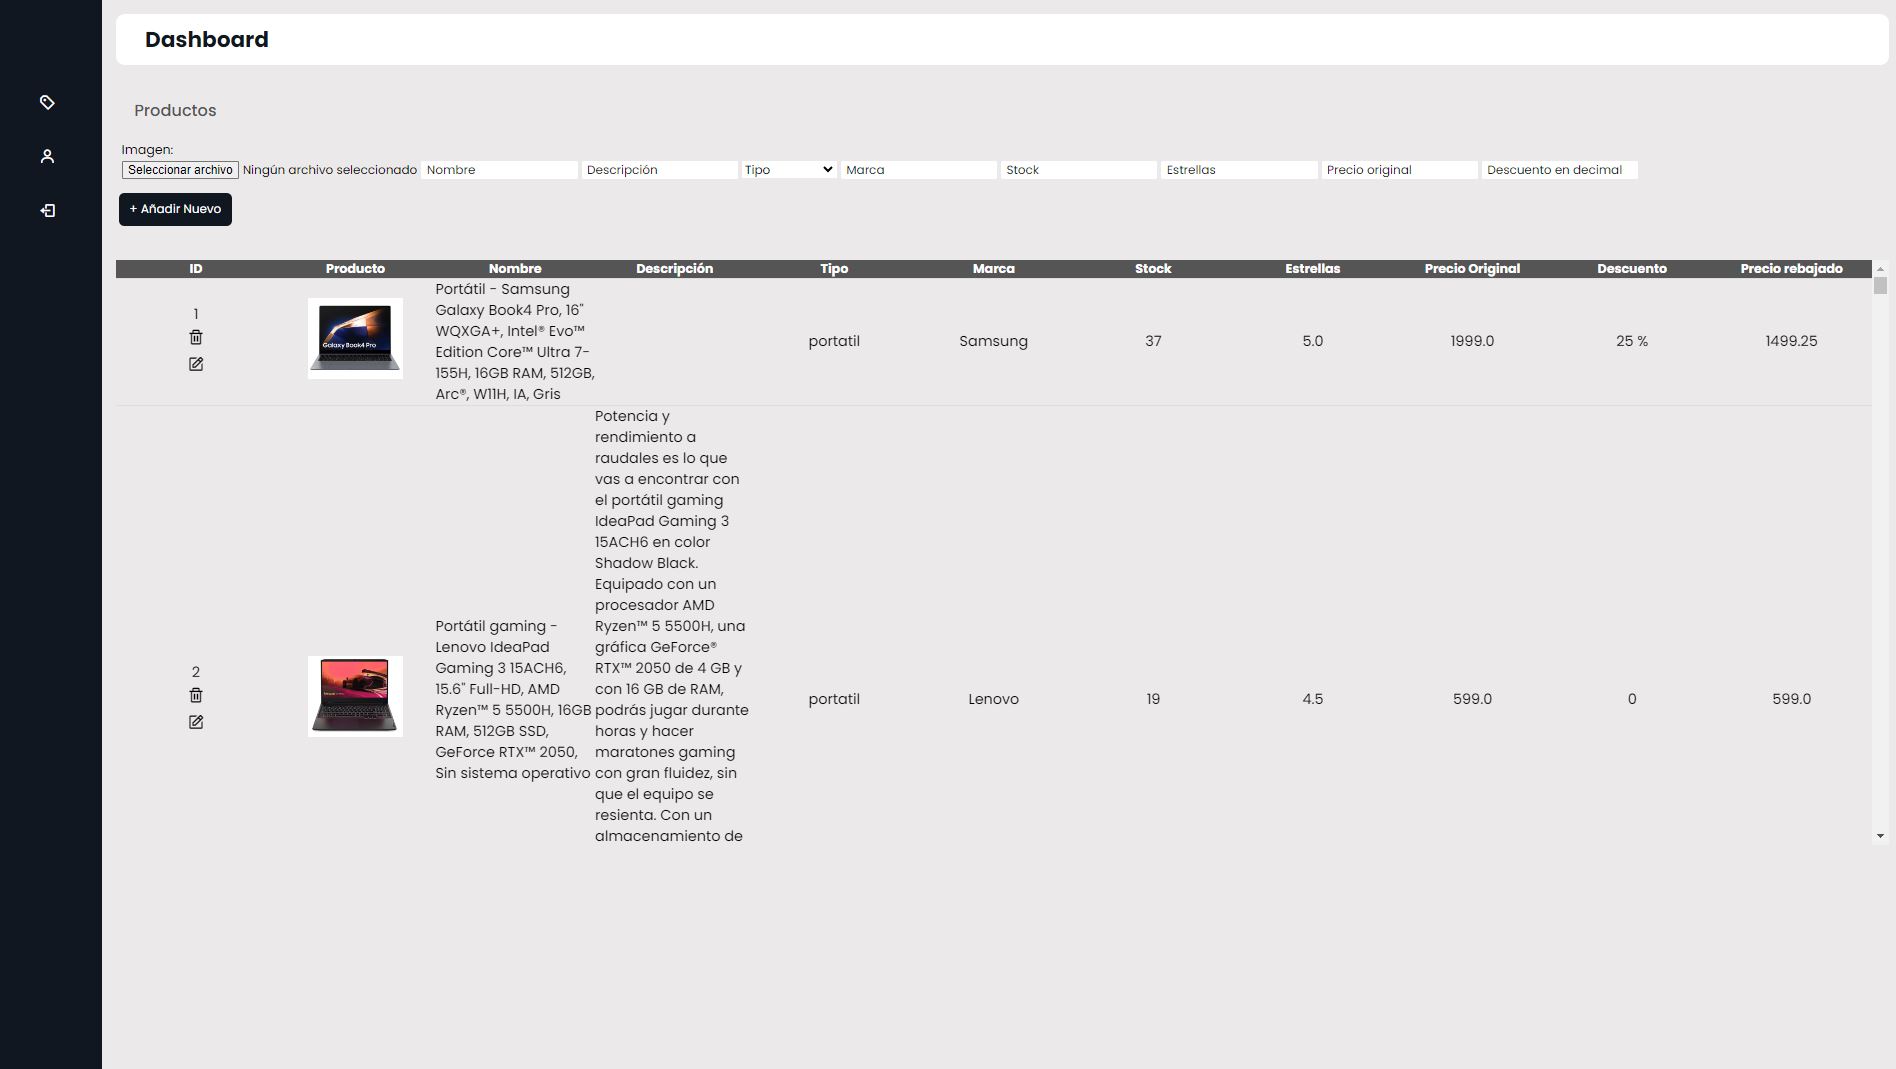 Dashboard
Productos
Imagen:
Seleccionar archivo Ningún archivo seleccionado Nombre Descripción Tipo Marca Stock Estrellas Precio original Descuento en decimal
+ Añadir Nuevo
ID Producto Nombre Descripción Tipo Marca Stock Estrellas Precio Original Descuento Precio rebajado
1
Galaxy Book4 Pro
Portátil - Samsung
Galaxy Book4 Pro, 16"
WQXGA+, Intel® Evo™
Edition Core™ Ultra 7-
155H, 16GB RAM, 512GB,
Arc®, W11H, IA, Gris
portatil Samsung 37 5.0 1999.0 25 % 1499.25
2
Portátil gaming -
Lenovo IdeaPad
Gaming 3 15ACH6,
15.6" Full-HD, AMD
Ryzen™ 5 5500H, 16GB
RAM, 512GB SSD,
GeForce RTX™ 2050,
Sin sistema operativo
Potencia y
rendimiento a
raudales es lo que
vas a encontrar con
el portátil gaming
IdeaPad Gaming 3
15ACH6 en color
Shadow Black.
Equipado con un
procesador AMD
Ryzen™ 5 5500H, una
gráfica GeForce®
RTX™ 2050 de 4 GB y
con 16 GB de RAM,
podrás jugar durante
horas y hacer
maratones gaming
con gran fluidez, sin
que el equipo se
resienta. Con un
almacenamiento de
portatil Lenovo 19 4.5 599.0 0 599.0